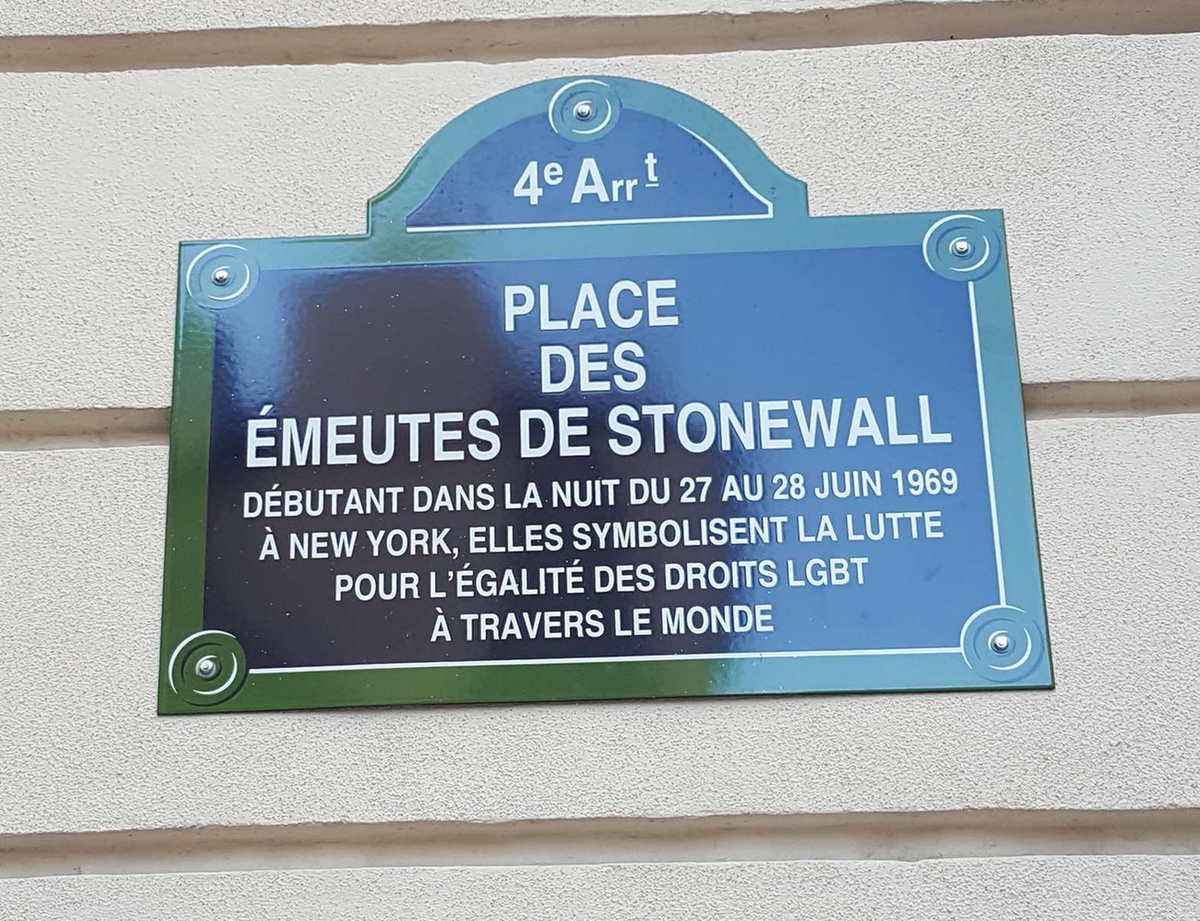 4e Arrt
PLACE
DES
ÉMEUTES DE STONEWALL
DÉBUTANT DANS LA NUIT DU 27 AU 28 JUIN 1969
À NEW YORK, ELLES SYMBOLISENT LA LUTTE
POUR L'ÉGALITÉ DES DROITS LGBT
À TRAVERS LE MONDE